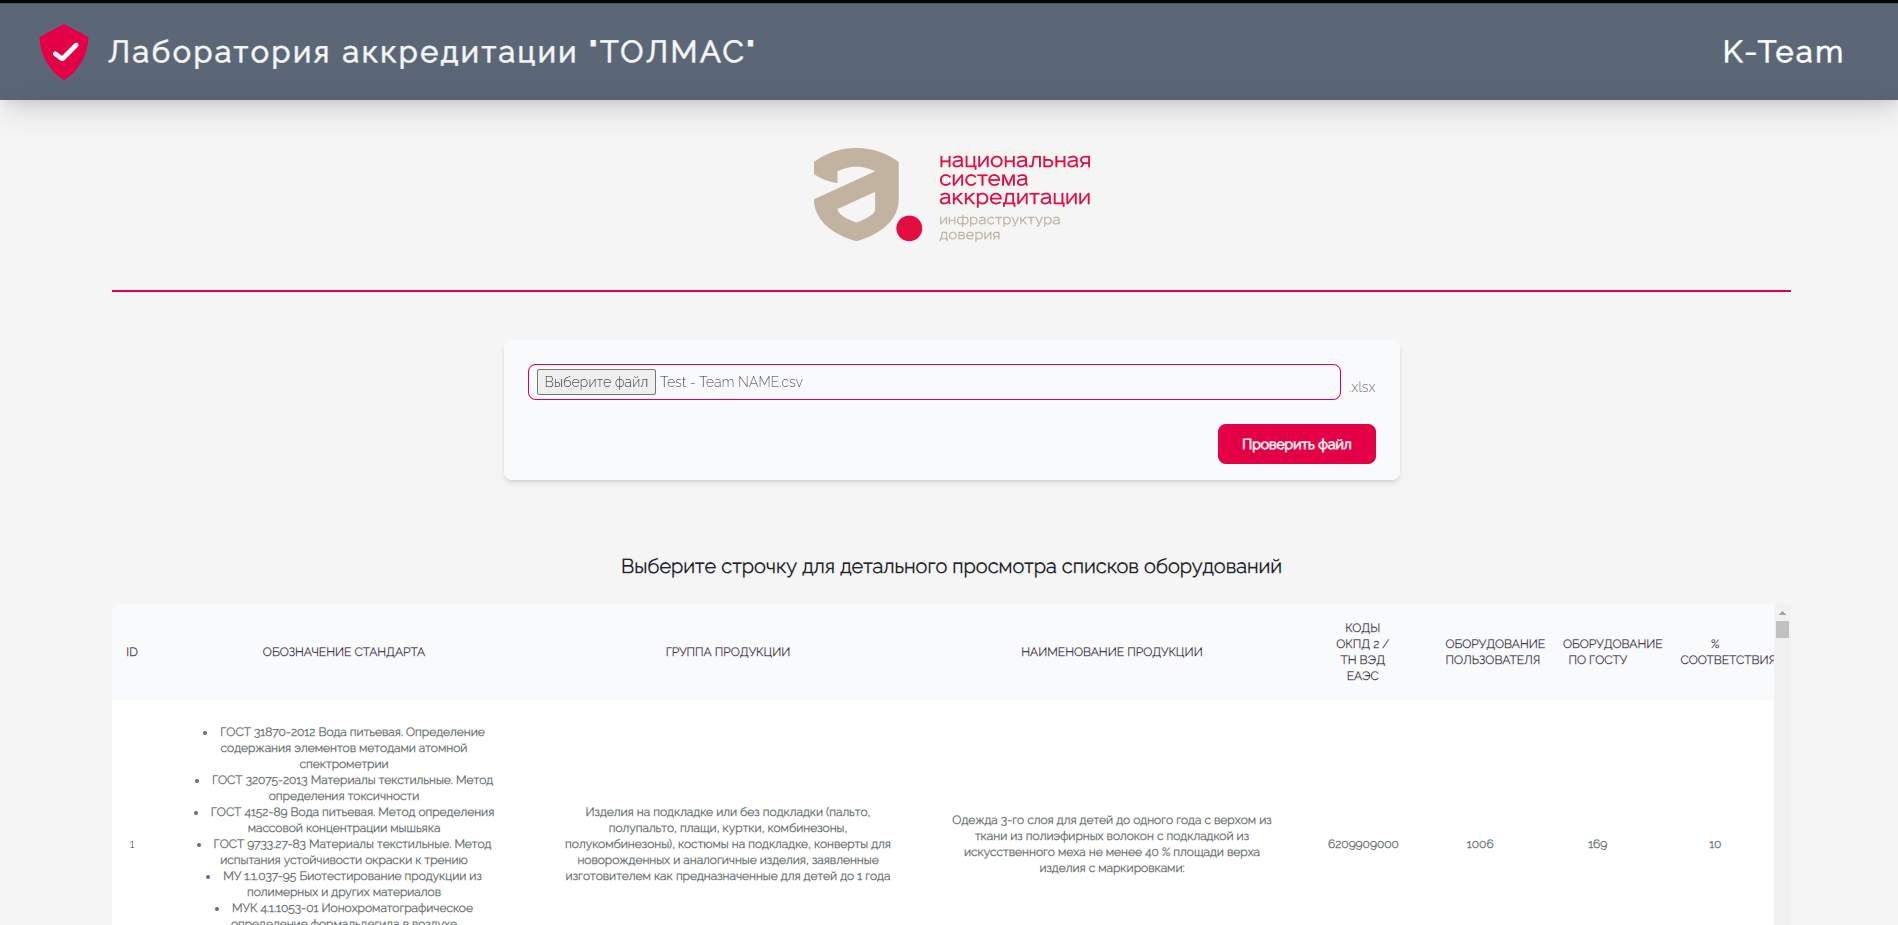 Лаборатория аккредитации "ТОЛМАС"
K-Team
национальная
система
аккредитации
инфраструктура
доверия
Выберите файл Test - Team NAME.csv
.xlsx
Проверить файл
Выберите строчку для детального просмотра списков оборудований
ID
ОБОЗНАЧЕНИЕ СТАНДАРТА
ГРУППА ПРОДУКЦИИ
НАИМЕНОВАНИЕ ПРОДУКЦИИ
КОДЫ
ОКПД 2 /
ТН ВЭД
ЕАЭС
ОБОРУДОВАНИЕ
ПОЛЬЗОВАТЕЛЯ
ОБОРУДОВАНИЕ
ПО ГОСТУ
%
СООТВЕТСТВИЯ
1
• ГОСТ 31870-2012 Вода питьевая. Определение
содержания элементов методами атомной
спектрометрии
• ГОСТ 32075-2013 Материалы текстильные. Метод
определения токсичности
• ГОСТ 4152-89 Вода питьевая. Метод определения
массовой концентрации мышьяка
• ГОСТ 9733.27-83 Материалы текстильные. Метод
испытания устойчивости окраски к трению
• МУ 1.1.037-95 Биотестирование продукции из
полимерных и других материалов
• МУК 4.1.1053-01 Ионохроматографическое
определение формальдегида в воздухе
Изделия на подкладке или без подкладки (пальто,
полупальто, плащи, куртки, комбинезоны,
полукомбинезоны), костюмы на подкладке, конверты для
новорожденных и аналогичные изделия, заявленные
изготовителем как предназначенные для детей до 1 года
Одежда 3-го слоя для детей до одного года с верхом из
ткани из полиэфирных волокон с подкладкой из
искусственного меха не менее 40 % площади верха
изделия с маркировками:
6209909000
1006
169
10